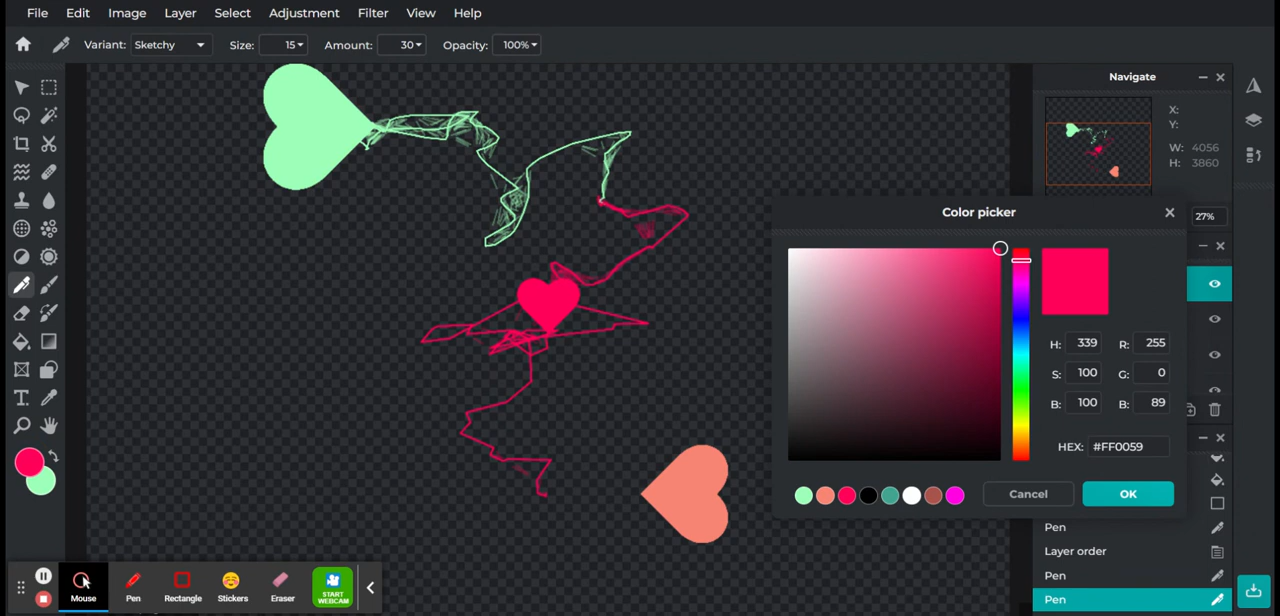 File Edit Image Layer Select Adjustment Filter View Help
Variant: Sketchy Size: 15 Amount: 30 Opacity: 100%
Navigate
X:
Y:
W: 4056
H: 3860
27%
Color picker
H: 339 R: 255
S: 100 G: 0
B: 100 B: 89
HEX: #FF0059
Cancel OK
Pen
Layer order
Pen
Pen
Mouse Pen Rectangle Stickers Eraser START WEBCAM